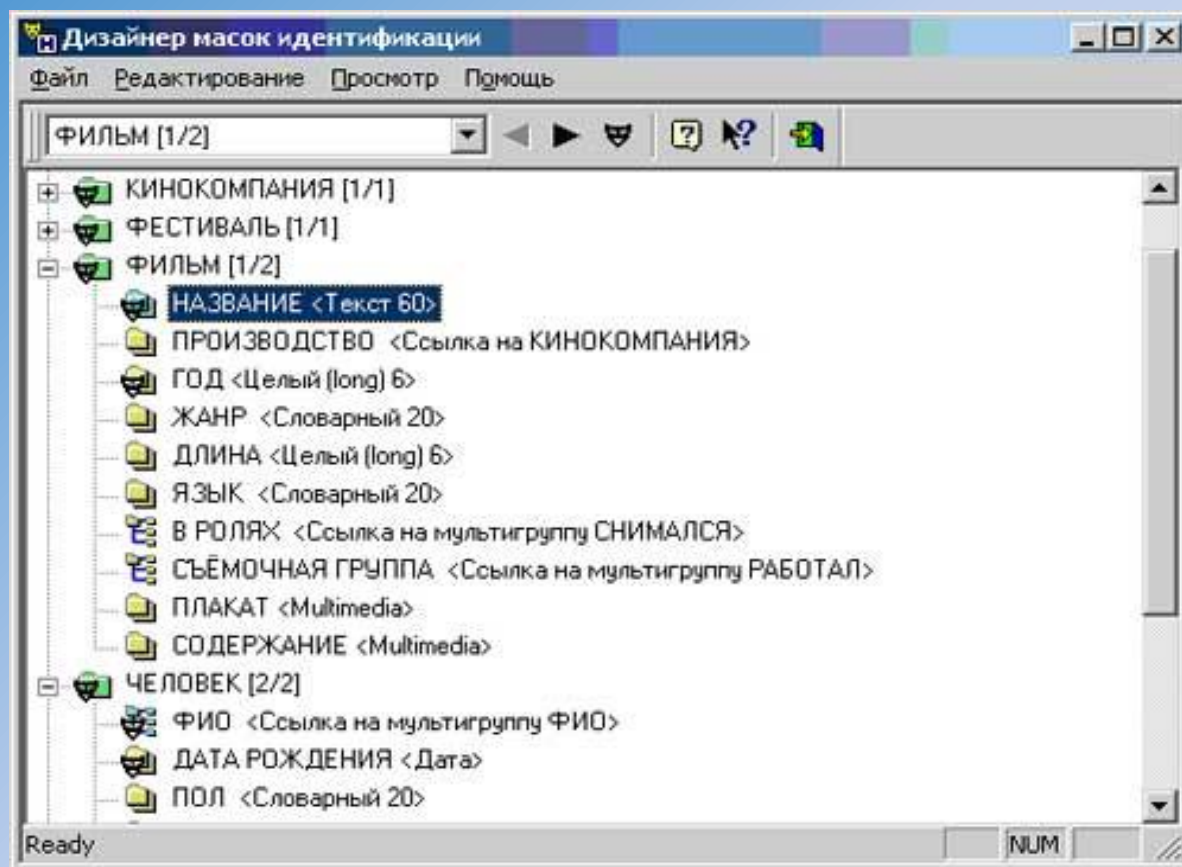 Дизайнер масок идентификации
Файл Редактирование Просмотр Помощь
ФИЛЬМ [1/2]
КИНОКОМПАНИЯ [1/1]
ФЕСТИВАЛЬ [1/1]
ФИЛЬМ [1/2]
НАЗВАНИЕ <Текст 60>
ПРОИЗВОДСТВО <Ссылка на КИНОКОМПАНИЯ>
ГОД <Целый (long) 6>
ЖАНР <Словарный 20>
ДЛИНА <Целый (long) 6>
ЯЗЫК <Словарный 20>
В РОЛЯХ <Ссылка на мультигруппу СНИМАЛСЯ>
СЪЁМОЧНАЯ ГРУППА <Ссылка на мультигруппу РАБОТАЛ>
ПЛАКАТ <Multimedia>
СОДЕРЖАНИЕ <Multimedia>
ЧЕЛОВЕК [2/2]
ФИО <Ссылка на мультигруппу ФИО>
ДАТА РОЖДЕНИЯ <Дата>
ПОЛ <Словарный 20>
Ready NUM